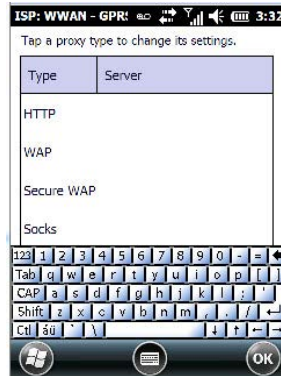 ISP: WWAN - GPR! 3:32
Tap a proxy type to change its settings.
Type Server
HTTP
WAP
Secure WAP
Socks
123 1 2 3 4 5 6 7 8 9 0 - =
Tab q w e r t y u i o p [ ]
CAP a s d f g h j k l ; '
Shift z x c v b n m , . /
Ctl áü ` \
OK